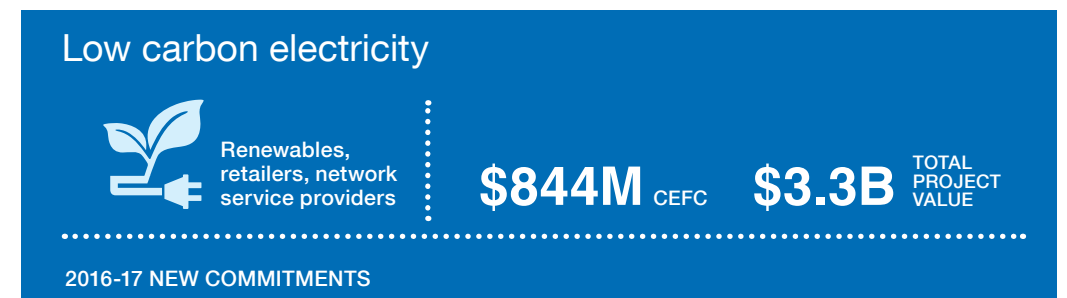 Low carbon electricity
Renewables,
retailers, network
service providers
$844M CEFC
$3.3B TOTAL
PROJECT
VALUE
2016-17 NEW COMMITMENTS